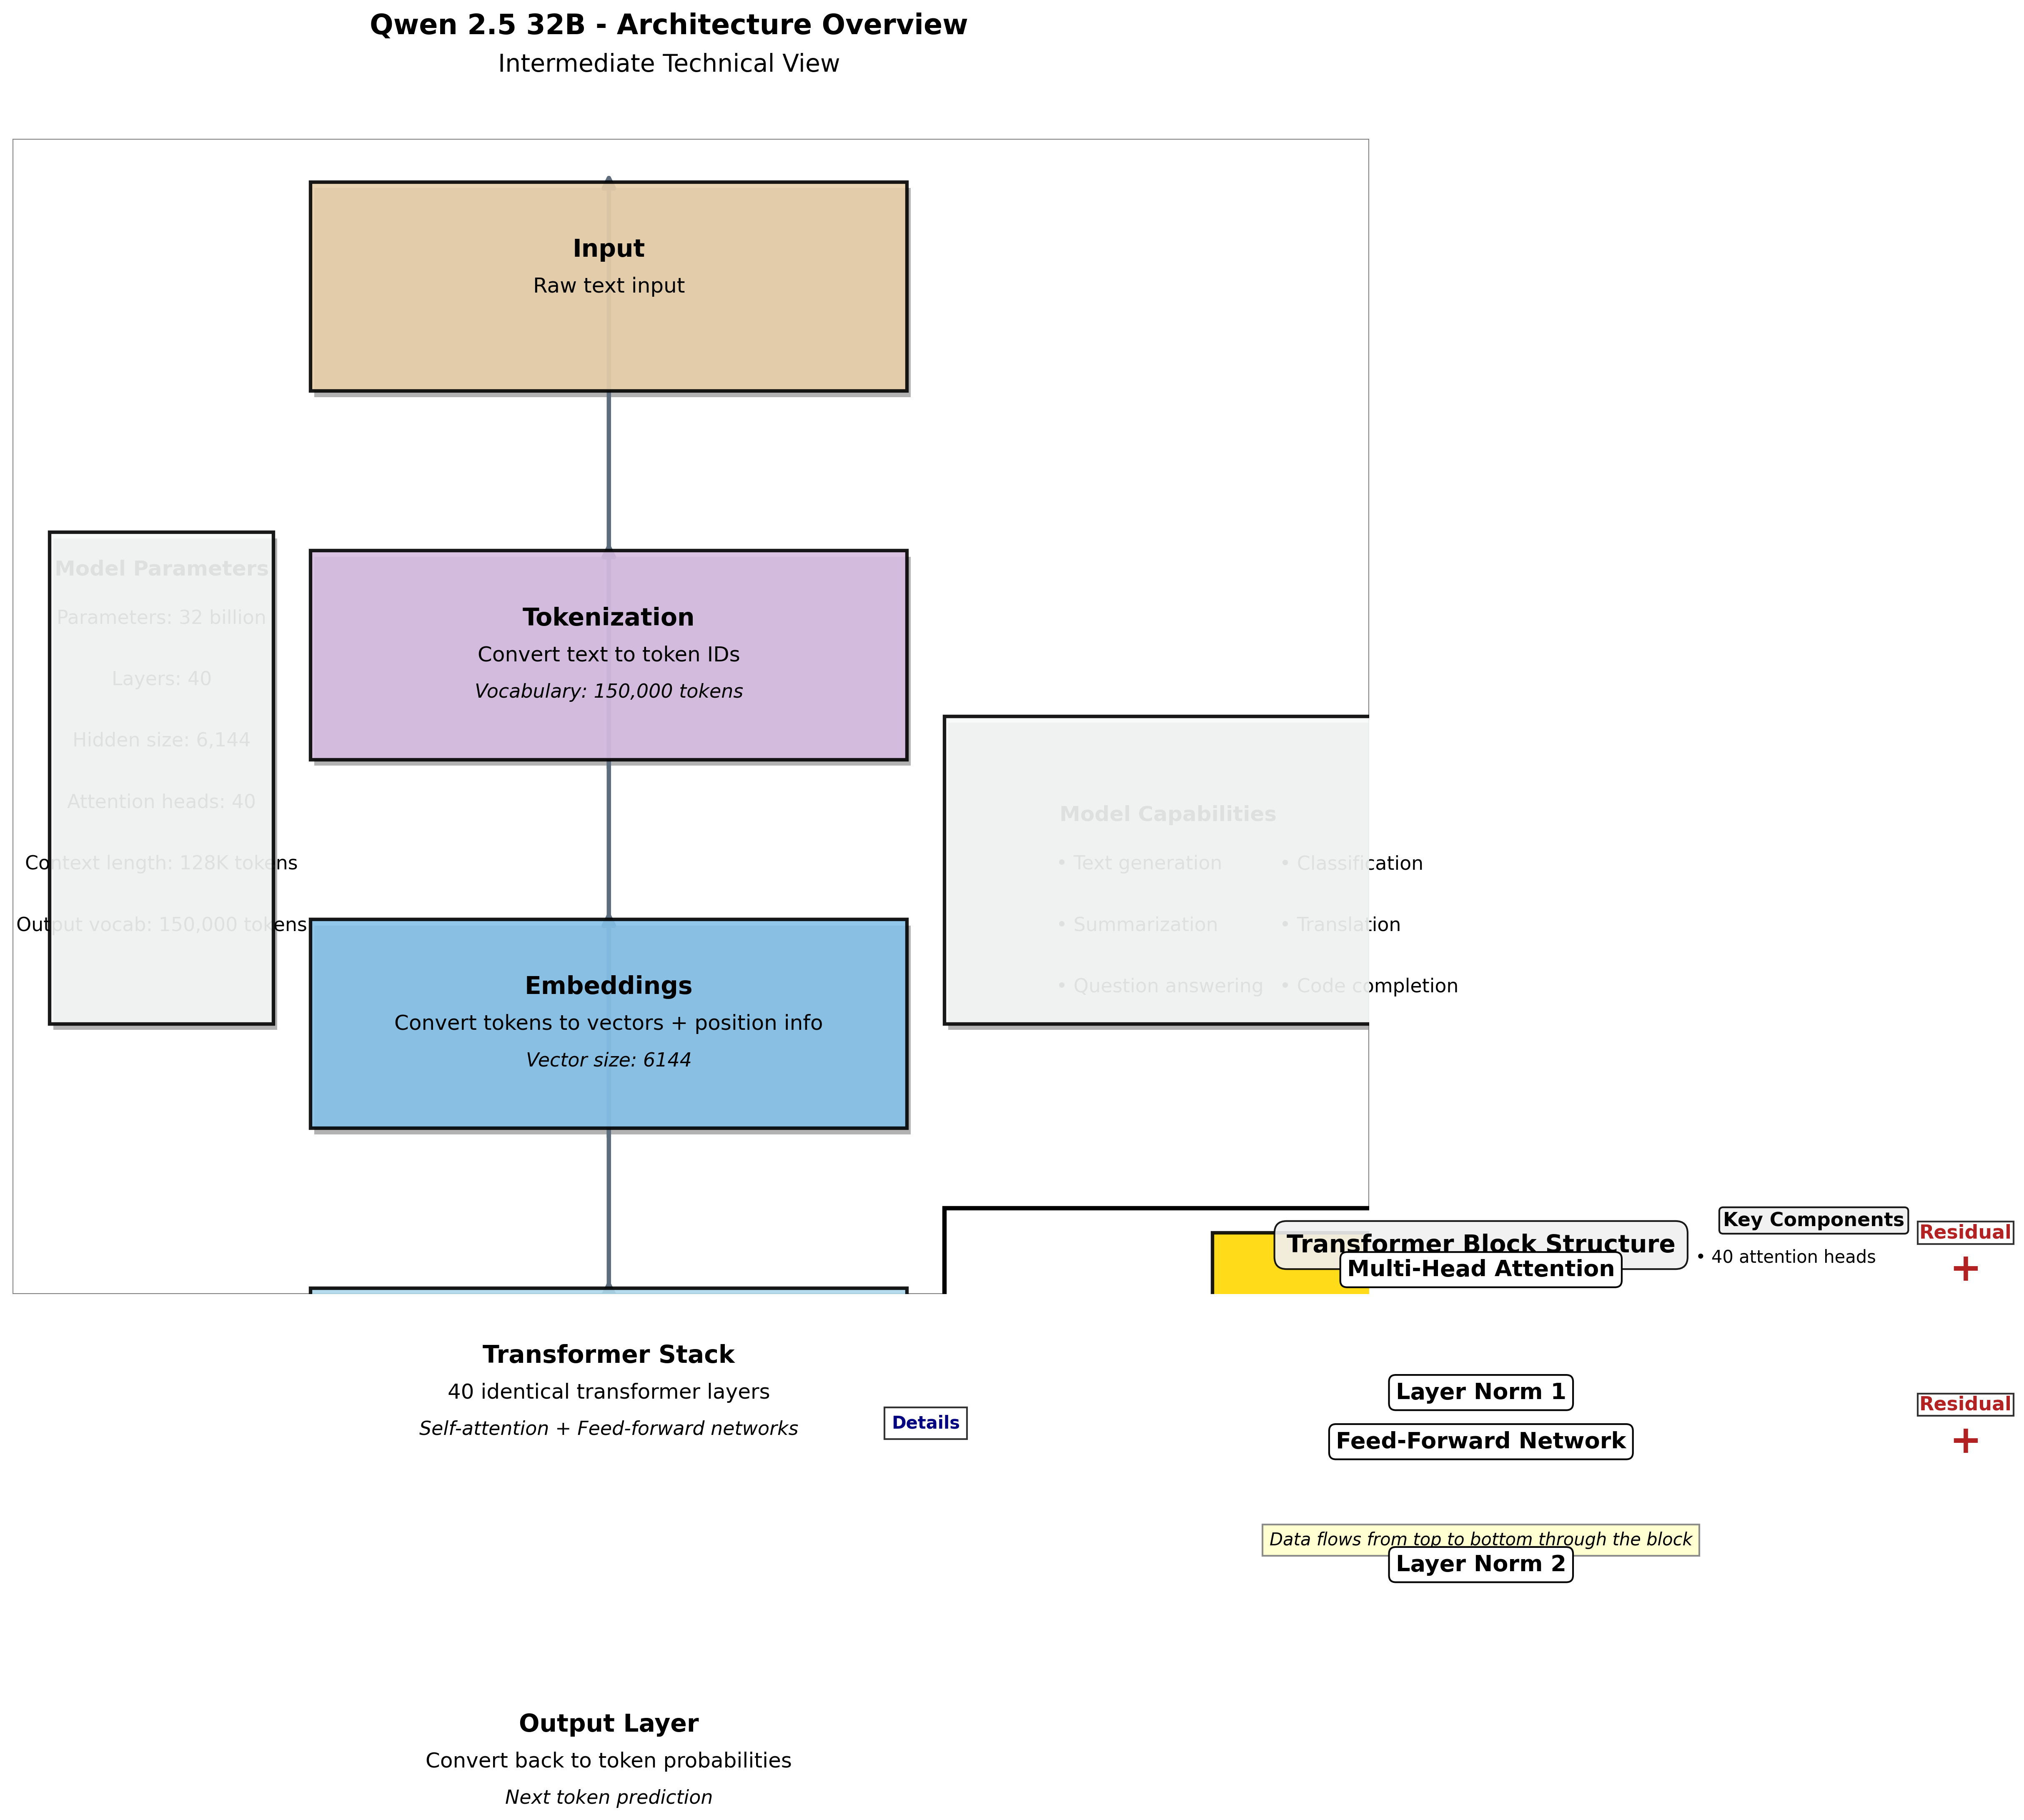 Qwen 2.5 32B - Architecture Overview
Intermediate Technical View
Input
Raw text input
Tokenization
Convert text to token IDs
Vocabulary: 150,000 tokens
Embeddings
Convert tokens to vectors + position info
Vector size: 6144
Model Parameters
Parameters: 32 billion
Layers: 40
Hidden size: 6,144
Attention heads: 40
Context length: 128K tokens
Output vocab: 150,000 tokens
Model Capabilities
• Text generation
• Classification
• Summarization
• Translation
• Question answering
• Code completion
Transformer Stack
40 identical transformer layers
Self-attention + Feed-forward networks
Details
Output Layer
Convert back to token probabilities
Next token prediction
Transformer Block Structure
Multi-Head Attention
Key Components
• 40 attention heads
Residual
+
Layer Norm 1
Feed-Forward Network
Residual
+
Data flows from top to bottom through the block
Layer Norm 2